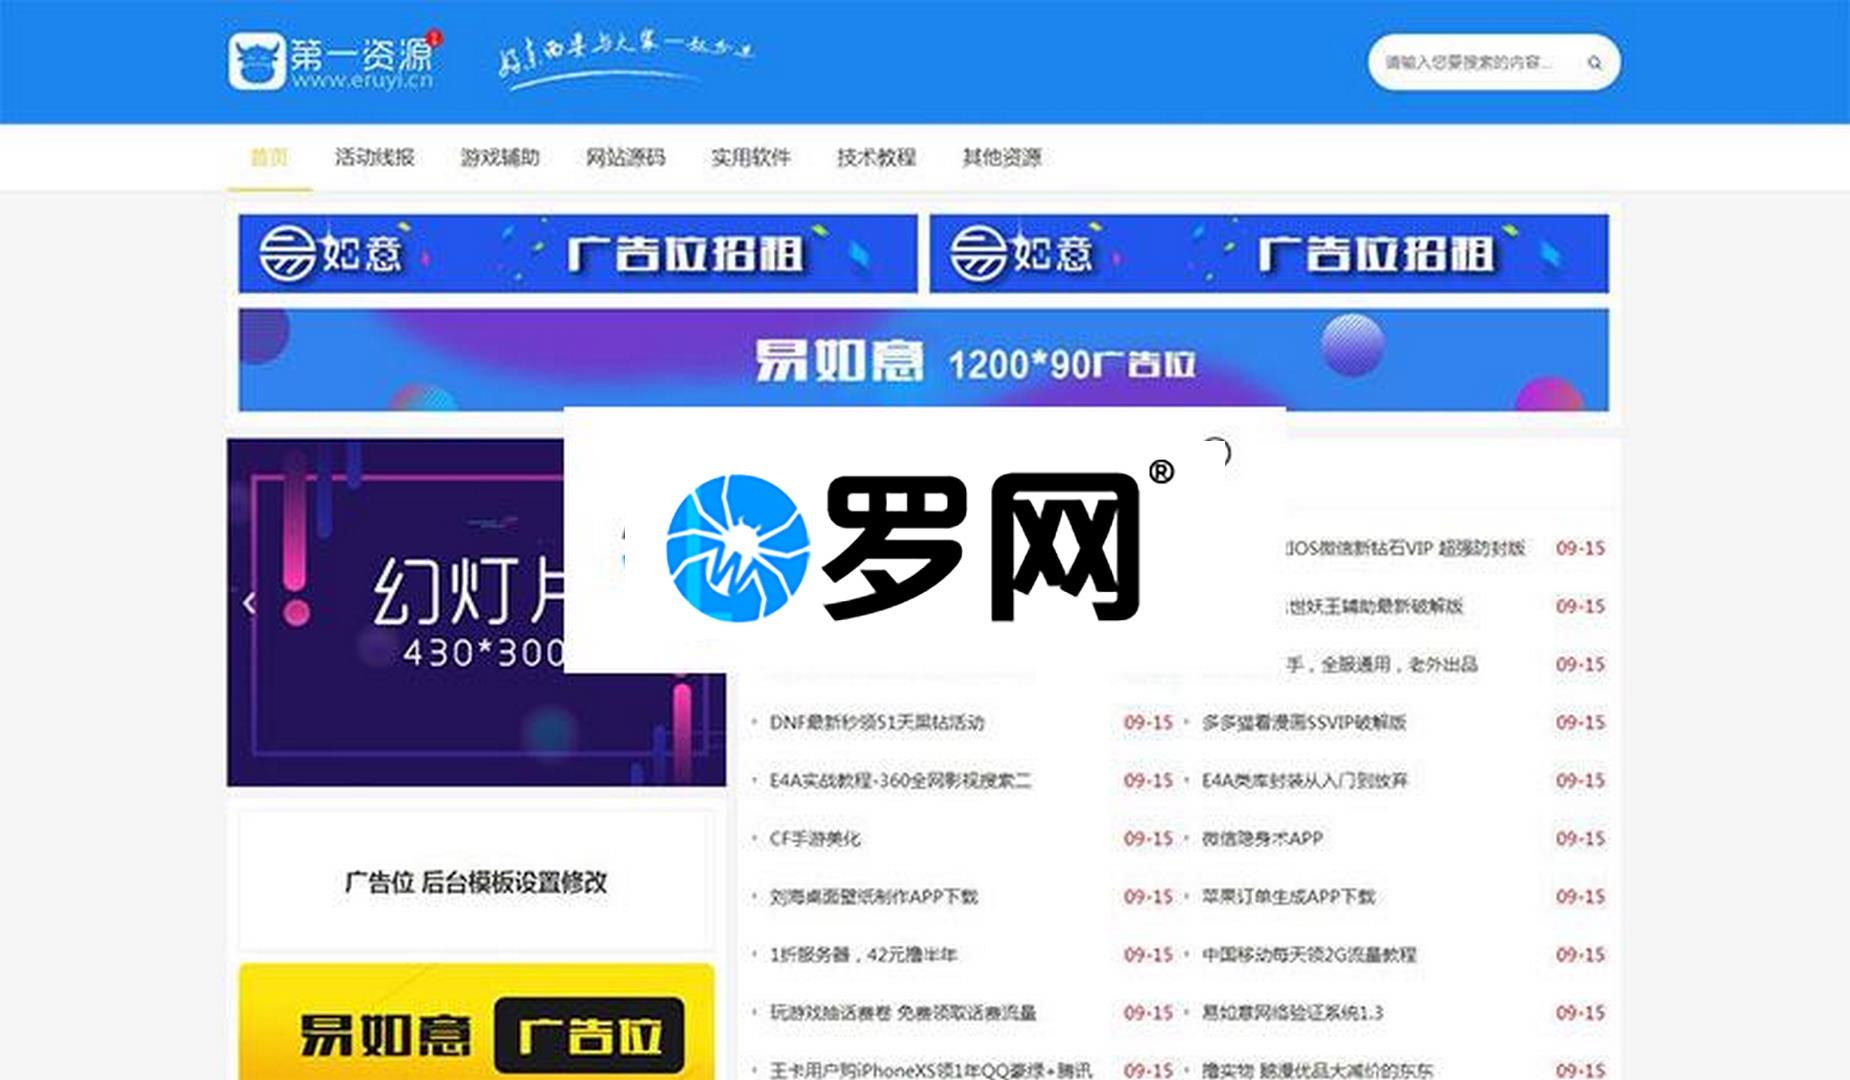 第一资源
www.eruyi.cn
好东西要与大家一起分享
请输入您要搜索的内容...
首页 活动线报 游戏辅助 网站源码 实用软件 技术教程 其他资源
如意 广告位招租
如意 广告位招租
易如意 1200*90广告位
罗网®
幻灯片
430*300
IOS微信新钻石VIP 超强防封版 09-15
世妖王辅助最新破解版 09-15
手，全服通用，老外出品 09-15
DNF最新秒领51天黑钻活动 09-15
多多猫看漫画SSVIP破解版 09-15
E4A实战教程-360全网影视搜索二 09-15
E4A类库封装从入门到放弃 09-15
CF手游美化 09-15
微信隐身术APP 09-15
刘海桌面壁纸制作APP下载 09-15
苹果订单生成APP下载 09-15
1折服务器，42元撸半年 09-15
中国移动每天领2G流量教程 09-15
玩游戏抽话费卷 免费领取话费流量 09-15
易如意网络验证系统1.3 09-15
王卡用户购iPhoneXS领1年QQ豪绿+腾讯 09-15
撸实物 酷漫优品大减价的东东 09-15
广告位 后台模板设置修改
易如意 广告位